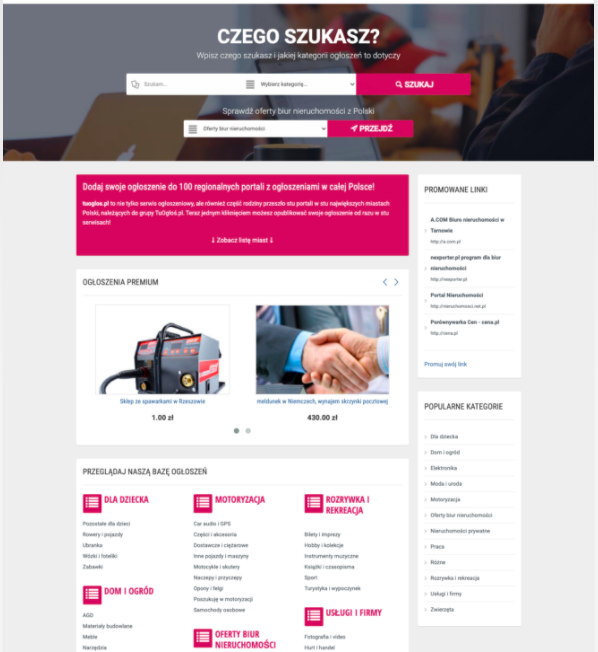 CZEGO SZUKASZ?
Wpisz czego szukasz i jakiej kategorii ogłoszeń to dotyczy
Szukam...
Wybierz kategorię...
SZUKAJ
Sprawdź oferty biur nieruchomości z Polski
Oferty biur nieruchomości
PRZEJDŹ
Dodaj swoje ogłoszenie do 100 regionalnych portali z ogłoszeniami w całej Polsce!
tuogloo.pl to nie tylko serwis ogłoszeniowy, ale również część rodziny przeszło stu portali w stu największych miastach
Polski, należących do grupy TuOgłoś.pl. Teraz jednym kliknięciem możesz opublikować swoje ogłoszenie od razu w stu
serwisach!
⇓ Zobacz listę miast ⇓
OGŁOSZENIA PREMIUM
Sklep ze spawarkami w Rzeszowie
1.00 zł
meldunek w Niemczech, wynajem skrzynki pocztowej
430.00 zł
PRZEGLĄDAJ NASZĄ BAZĘ OGŁOSZEŃ
DLA DZIECKA
Pozostałe dla dzieci
Rowery i pojazdy
Ubranka
Wózki i foteliki
Zabawki
DOM I OGRÓD
AGD
Materiały budowlane
Meble
Narzędzia
MOTORYZACJA
Car audio i GPS
Części i akcesoria
Dostawcze i ciężarowe
Inne pojazdy i maszyny
Motocykle i skutery
Naczepy i przyczepy
Opony i felgi
Poszukuję w motoryzacji
Samochody osobowe
OFERTY BIUR
NIERUCHOMOŚCI
ROZRYWKA I
REKREACJA
Bilety i imprezy
Hobby i kolekcje
Instrumenty muzyczne
Książki i czasopisma
Sport
Turystyka i wypoczynek
USŁUGI I FIRMY
Fotografia i video
Hurt i handel
PROMOWANE LINKI
A.COM Biuro nieruchomości w
Tarnowie
http://a.com.pl
nexporter.pl program dla biur
nieruchomości
http://nexporter.pl
Portal Nieruchomości
http://nieruchomosci.net.pl
Porównywarka Cen - cena.pl
http://cena.pl
Promuj swój link
POPULARNE KATEGORIE
Dla dziecka
Dom i ogród
Elektronika
Moda i uroda
Motoryzacja
Oferty biur nieruchomości
Nieruchomości prywatne
Praca
Różne
Rozrywka i rekreacja
Usługi i firmy
Zwierzęta